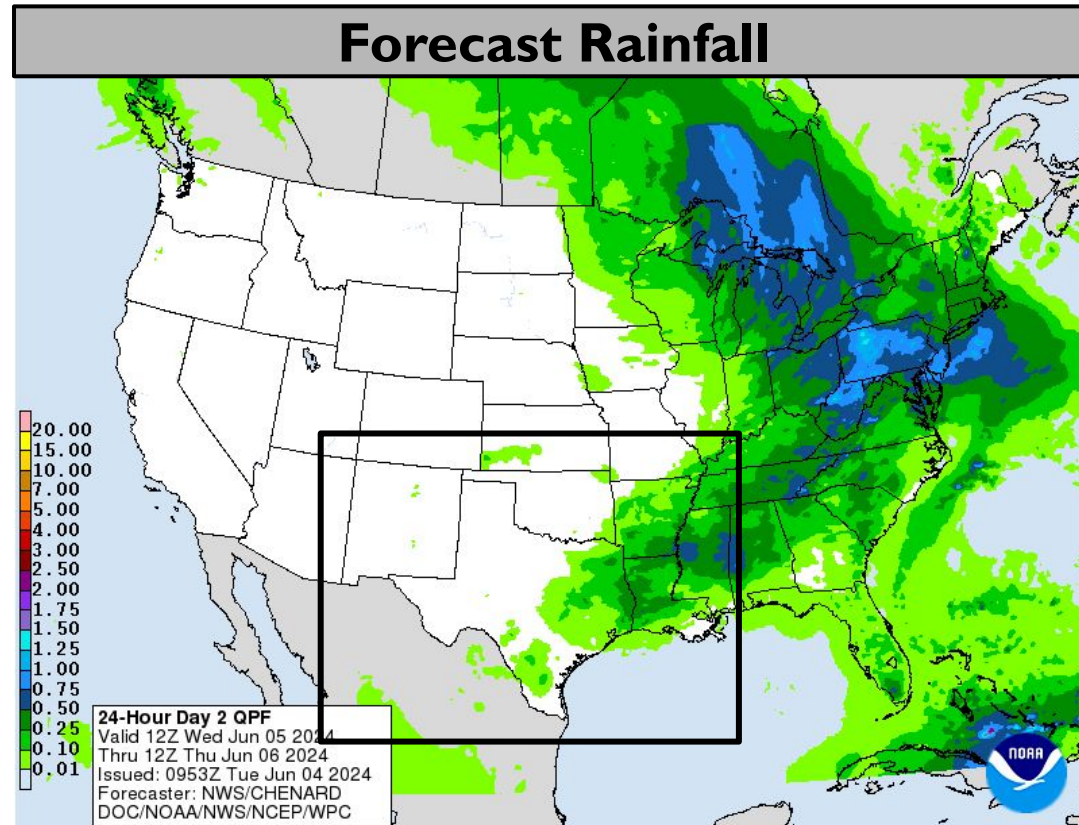 Forecast Rainfall
20.00
15.00
10.00
7.00
5.00
4.00
3.00
2.50
2.00
1.75
1.50
1.25
1.00
0.75
0.50
0.25
0.10
0.01
24-Hour Day 2 QPF
Valid 12Z Wed Jun 05 2024
Thru 12Z Thu Jun 06 2024
Issued: 0953Z Tue Jun 04 2024
Forecaster: NWS/CHENARD
DOC/NOAA/NWS/NCEP/WPC
NOAA